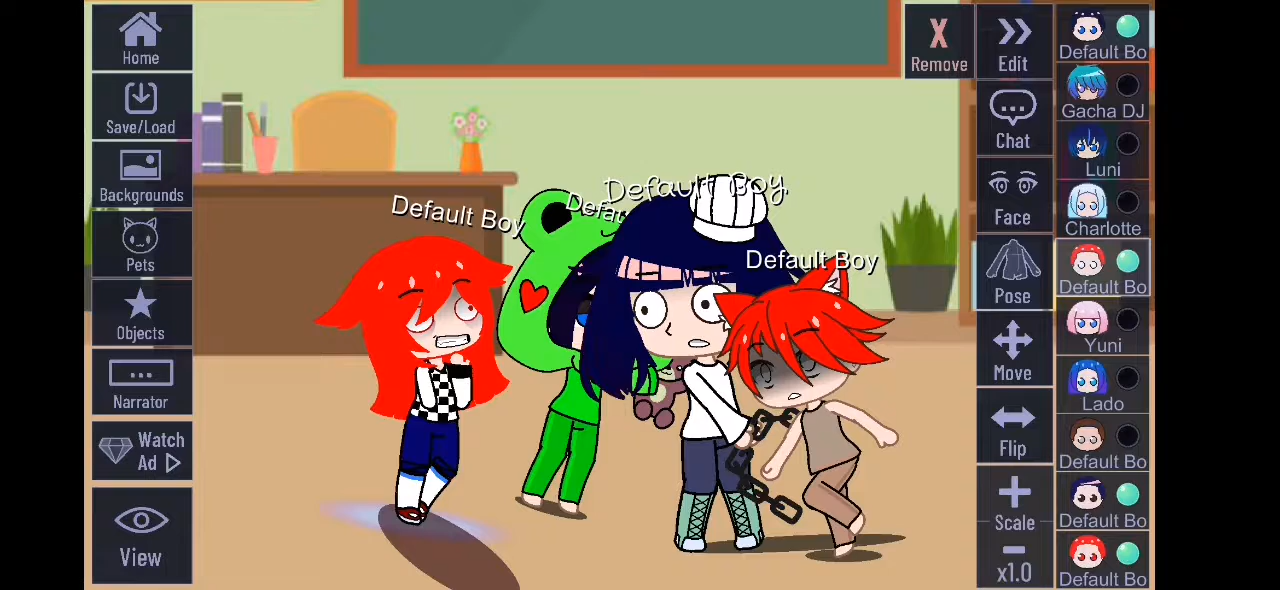 Home
Save/Load
Backgrounds
Pets
Objects
...
Narrator
Watch
Ad
View
Default Boy
Defau
Default Boy
Default Boy
X
Remove
Edit
Chat
Face
Pose
Move
Flip
Scale
x1.0
Default Bo
Gacha DJ
Luni
Charlotte
Default Bo
Yuni
Lado
Default Bo
Default Bo
Default Bo